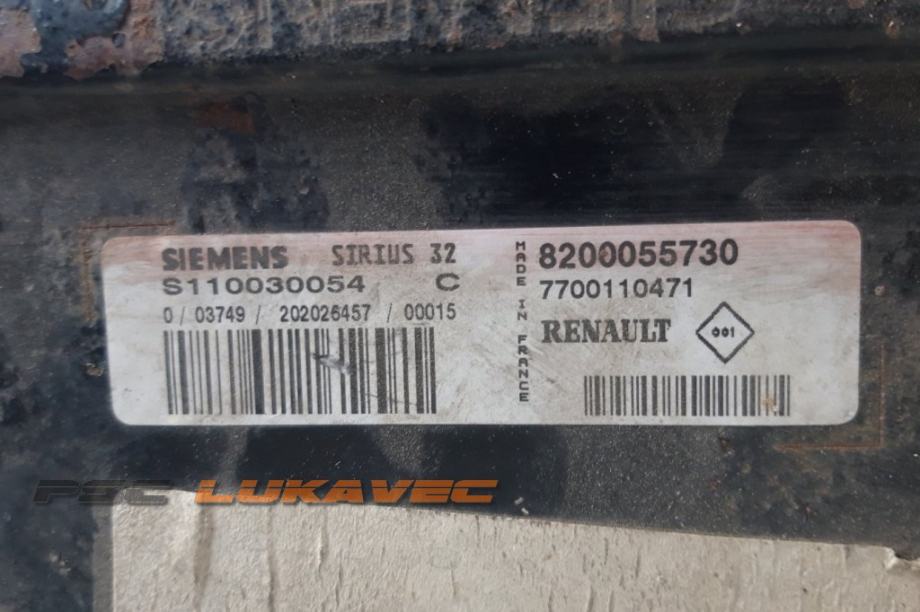 SIEMENS SIRIUS 32
S110030054 C
0 / 03749 / 202026457 / 00015
MADE IN FRANCE
8200055730
7700110471
RENAULT 001
PSC LUKAVEC